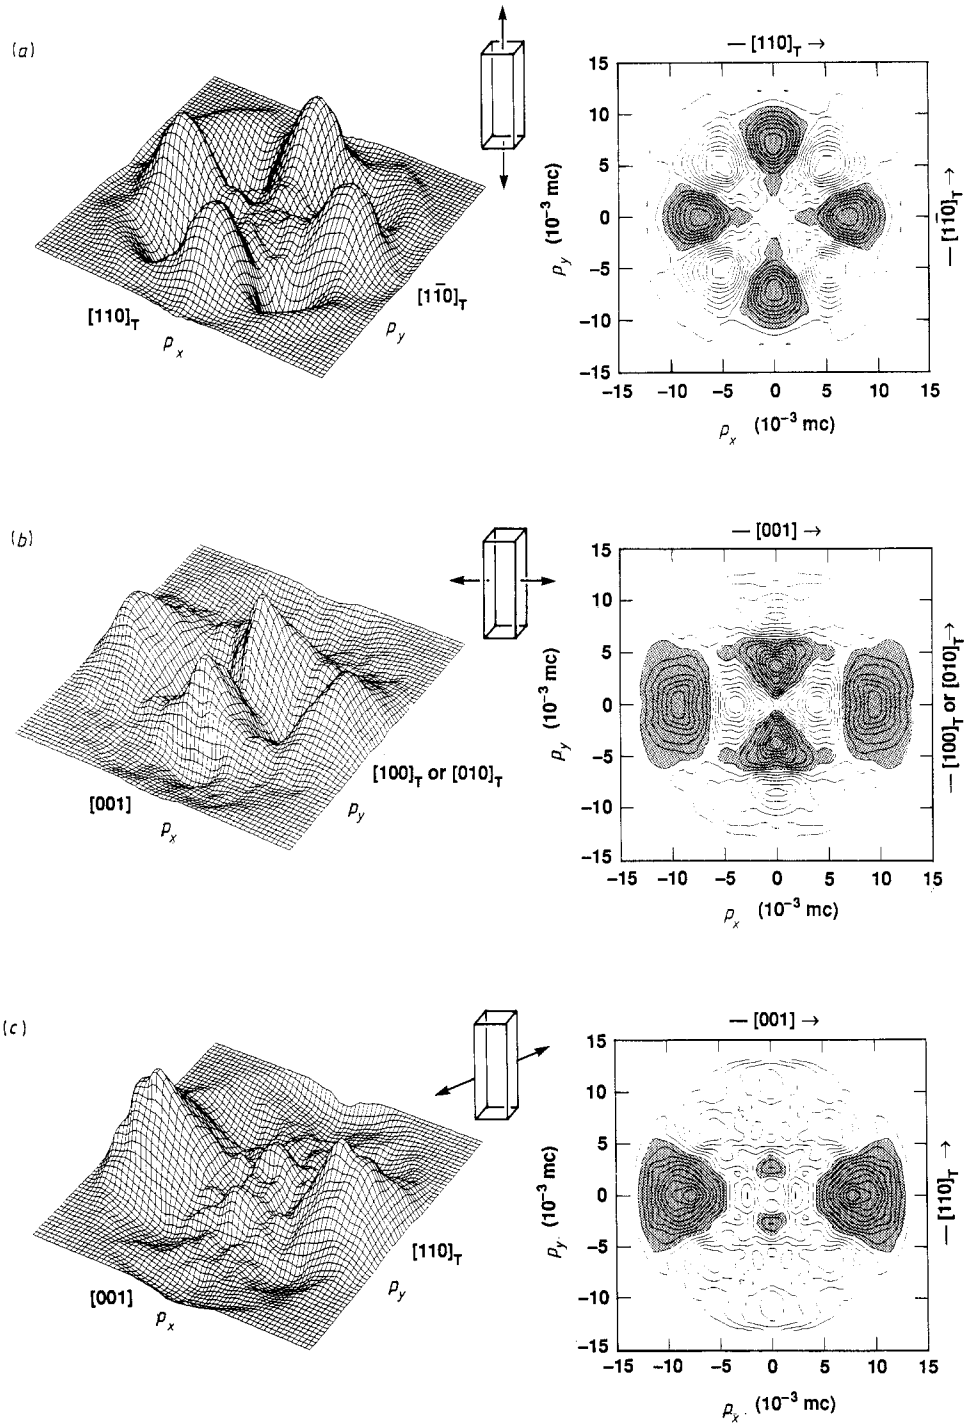 (a)
— [110]T →
15
10
5
0
−5
−10
−15
py (10⁻³ mc)
— [11̄0]T →
−15 −10 −5 0 5 10 15
px (10⁻³ mc)
[110]T
px
[11̄0]T
py
(b)
— [001] →
15
10
5
0
−5
−10
−15
py (10⁻³ mc)
— [100]T or [010]T →
−15 −10 −5 0 5 10 15
px (10⁻³ mc)
[001]
px
[100]T or [010]T
py
(c)
— [001] →
15
10
5
0
−5
−10
−15
py (10⁻³ mc)
— [110]T →
−15 −10 −5 0 5 10 15
px (10⁻³ mc)
[001]
px
[110]T
py